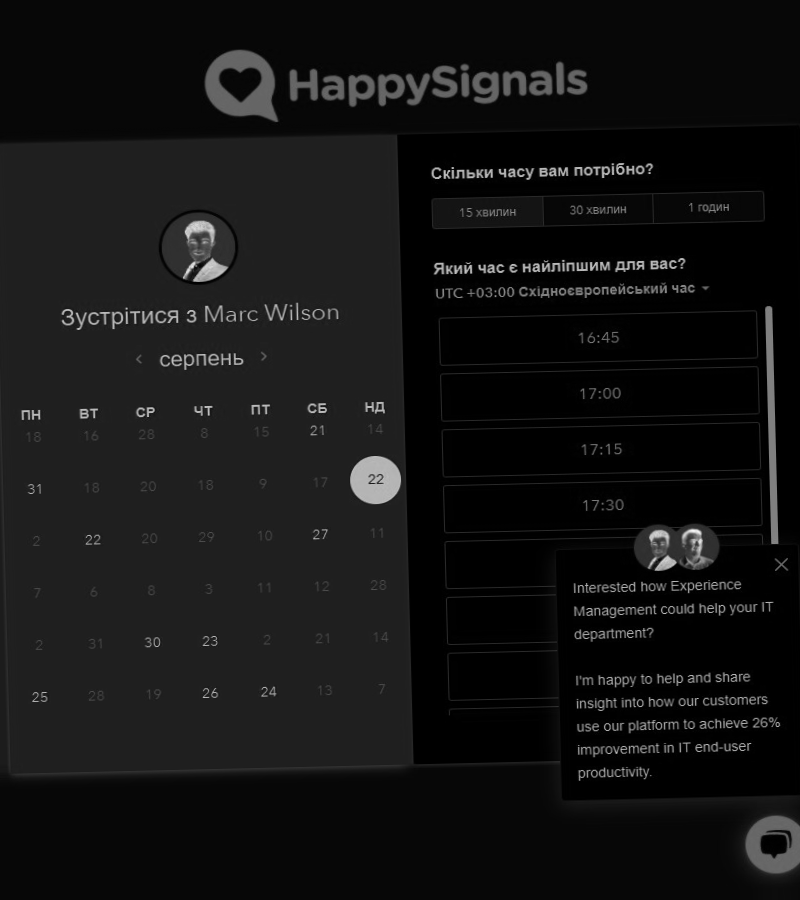 HappySignals
Зустрітися з Marc Wilson
серпень
ПН ВТ СР ЧТ ПТ СБ НД
18 16 28 8 15 21 14
31 18 20 18 9 17 22
2 22 20 29 10 27 11
7 6 8 3 11 12 28
2 31 30 23 2 21 14
25 28 19 26 24 13 7
Скільки часу вам потрібно?
15 хвилин 30 хвилин 1 годин
Який час є найліпшим для вас?
UTC +03:00 Східноєвропейський час
16:45
17:00
17:15
17:30
Interested how Experience
Management could help your IT
department?
I'm happy to help and share
insight into how our customers
use our platform to achieve 26%
improvement in IT end-user
productivity.